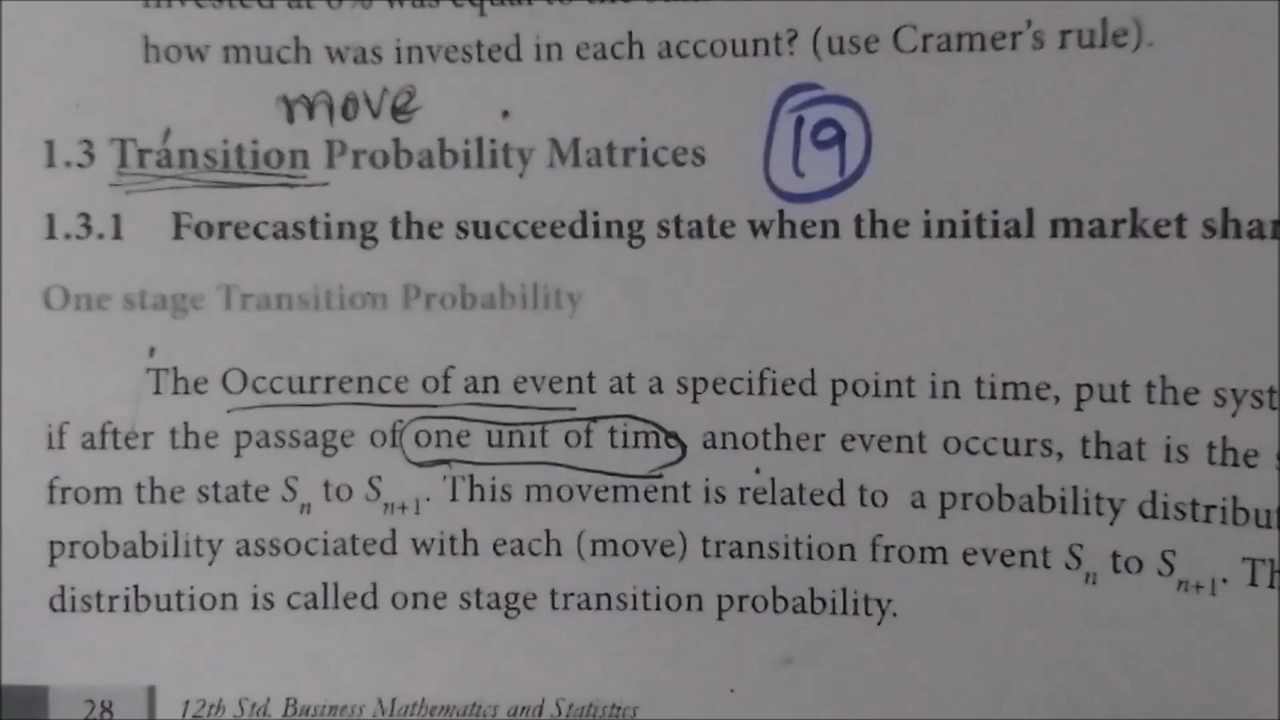 how much was invested in each account? (use Cramer's rule).
move
1.3 Transition Probability Matrices
19
1.3.1 Forecasting the succeeding state when the initial market
One stage Transition Probability
The Occurrence of an event at a specified point in time, put the
if after the passage of one unit of time another event occurs, that is the
from the state Sn to Sn+1. This movement is related to a probability
probability associated with each (move) transition from event Sn to Sn+1.
distribution is called one stage transition probability.
28 12th Std. Business Mathematics and Statistics